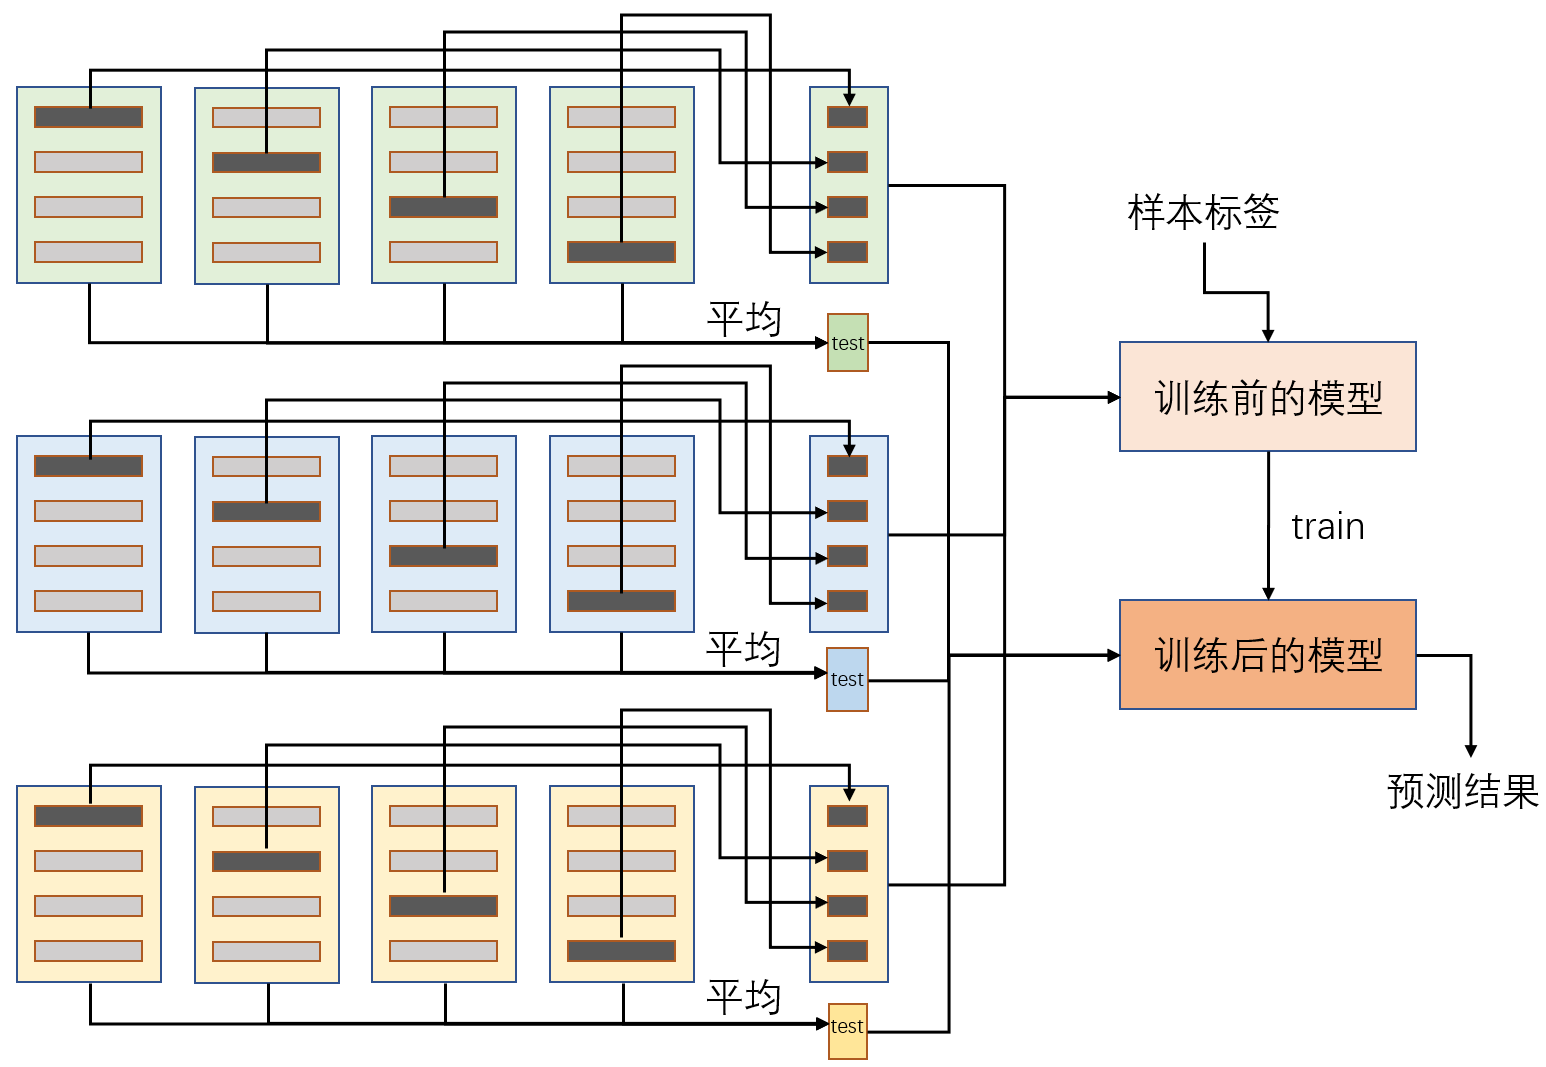 样本标签
平均
test
训练前的模型
train
平均
test
训练后的模型
预测结果
平均
test